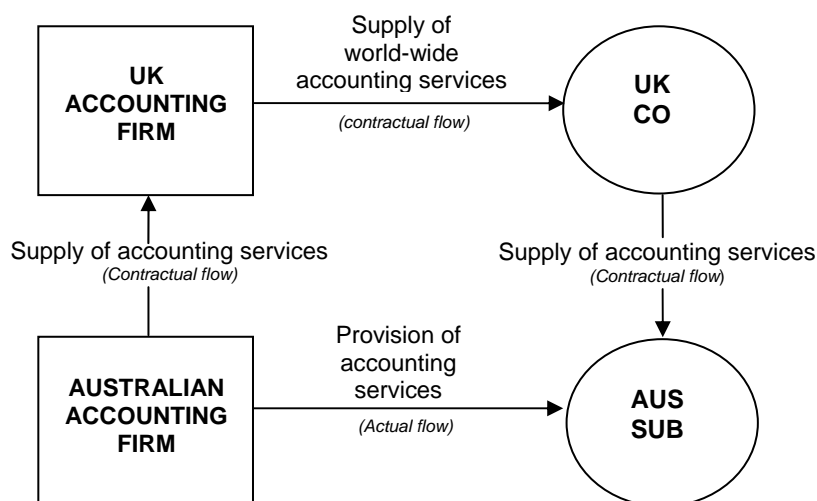 Supply of
world-wide
accounting services
(contractual flow)
UK
ACCOUNTING
FIRM
UK
CO
Supply of accounting services
(Contractual flow)
Supply of accounting services
(Contractual flow)
Provision of
accounting
services
(Actual flow)
AUSTRALIAN
ACCOUNTING
FIRM
AUS
SUB